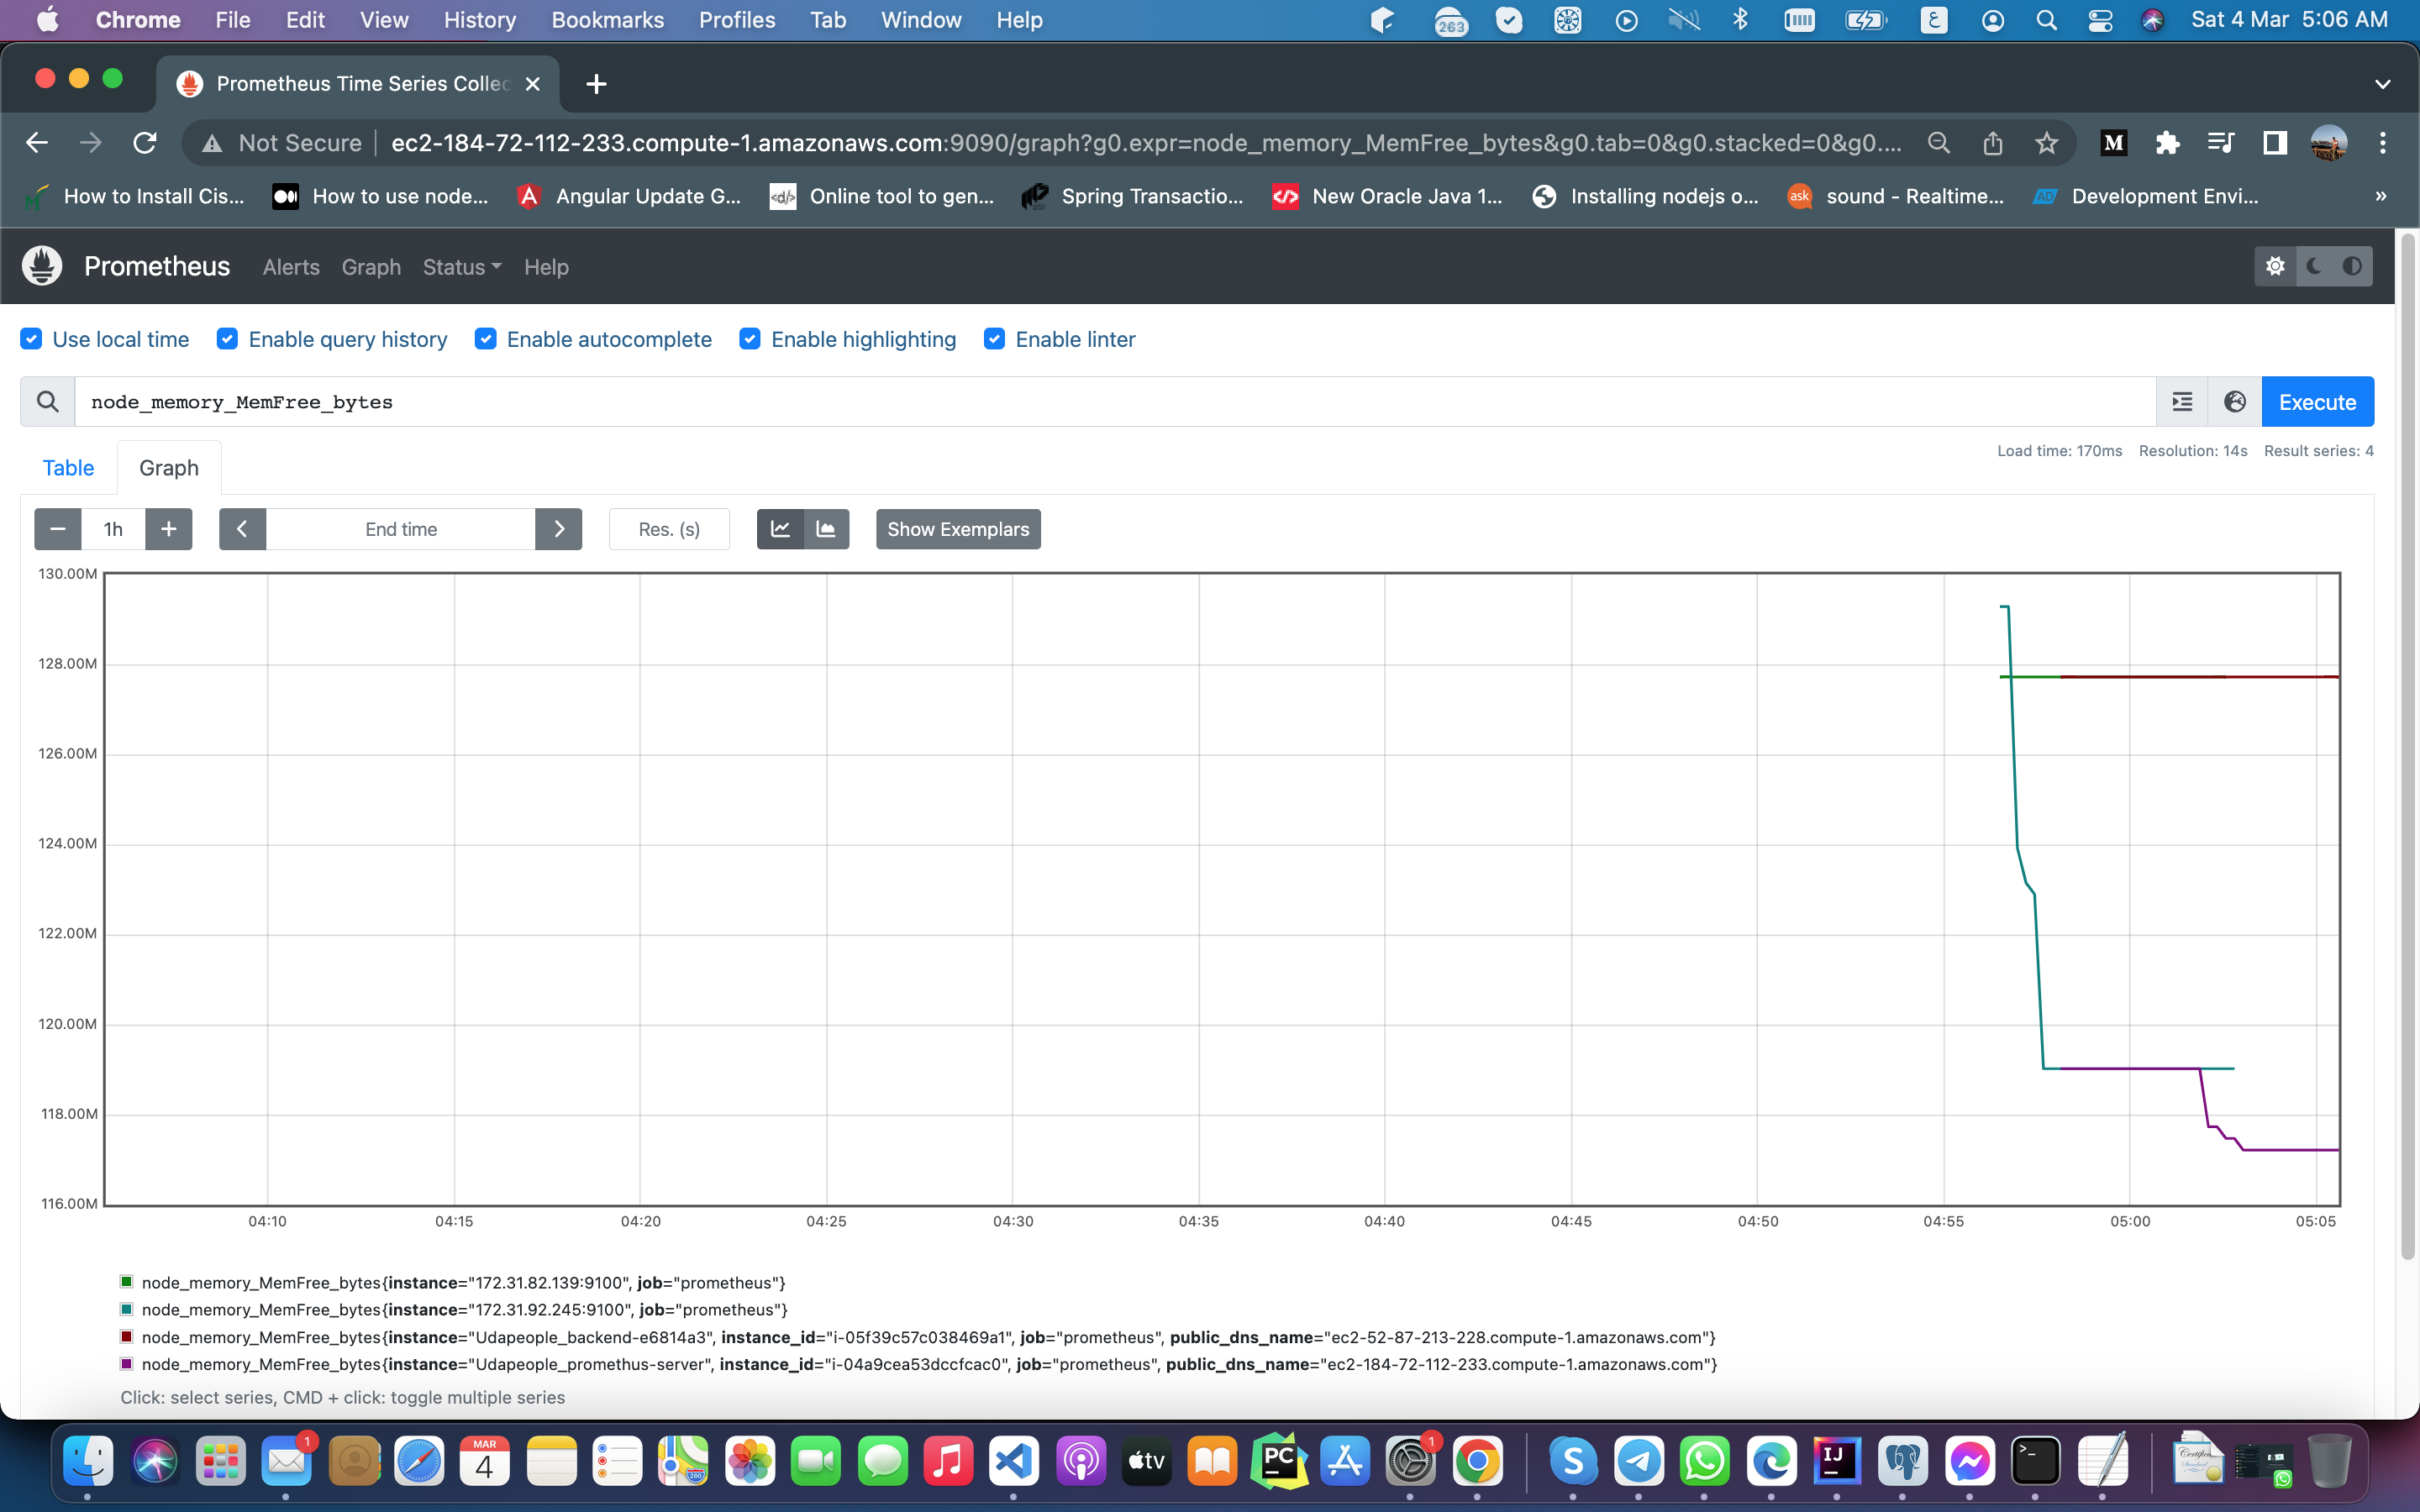 Chrome File Edit View History Bookmarks Profiles Tab Window Help 263 ع Sat 4 Mar 5:06 AM
Prometheus Time Series Collec
Not Secure ec2-184-72-112-233.compute-1.amazonaws.com:9090/graph?g0.expr=node_memory_MemFree_bytes&g0.tab=0&g0.stacked=0&g0.... M
How to Install Cis... How to use node... Angular Update G... Online tool to gen... Spring Transactio... New Oracle Java 1... Installing nodejs o... ask sound - Realtime... AD Development Envi... »
Prometheus Alerts Graph Status Help
Use local time Enable query history Enable autocomplete Enable highlighting Enable linter
node_memory_MemFree_bytes Execute
Table Graph Load time: 170ms Resolution: 14s Result series: 4
− 1h + End time Res. (s) Show Exemplars
130.00M
128.00M
126.00M
124.00M
122.00M
120.00M
118.00M
116.00M
04:10 04:15 04:20 04:25 04:30 04:35 04:40 04:45 04:50 04:55 05:00 05:05
node_memory_MemFree_bytes{instance="172.31.82.139:9100", job="prometheus"}
node_memory_MemFree_bytes{instance="172.31.92.245:9100", job="prometheus"}
node_memory_MemFree_bytes{instance="Udapeople_backend-e6814a3", instance_id="i-05f39c57c038469a1", job="prometheus", public_dns_name="ec2-52-87-213-228.compute-1.amazonaws.com"}
node_memory_MemFree_bytes{instance="Udapeople_promethus-server", instance_id="i-04a9cea53dccfcac0", job="prometheus", public_dns_name="ec2-184-72-112-233.compute-1.amazonaws.com"}
Click: select series, CMD + click: toggle multiple series
1 MAR 4 280 tv PC 1 S IJ >_